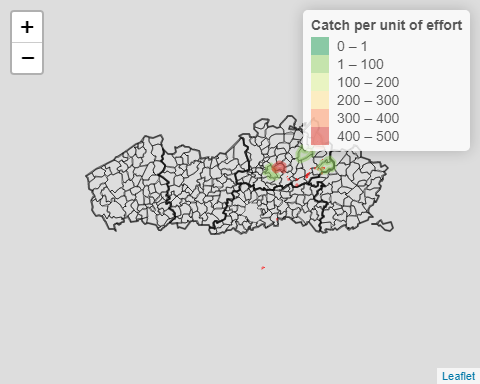 +
−
Catch per unit of effort
0 – 1
1 – 100
100 – 200
200 – 300
300 – 400
400 – 500
Leaflet